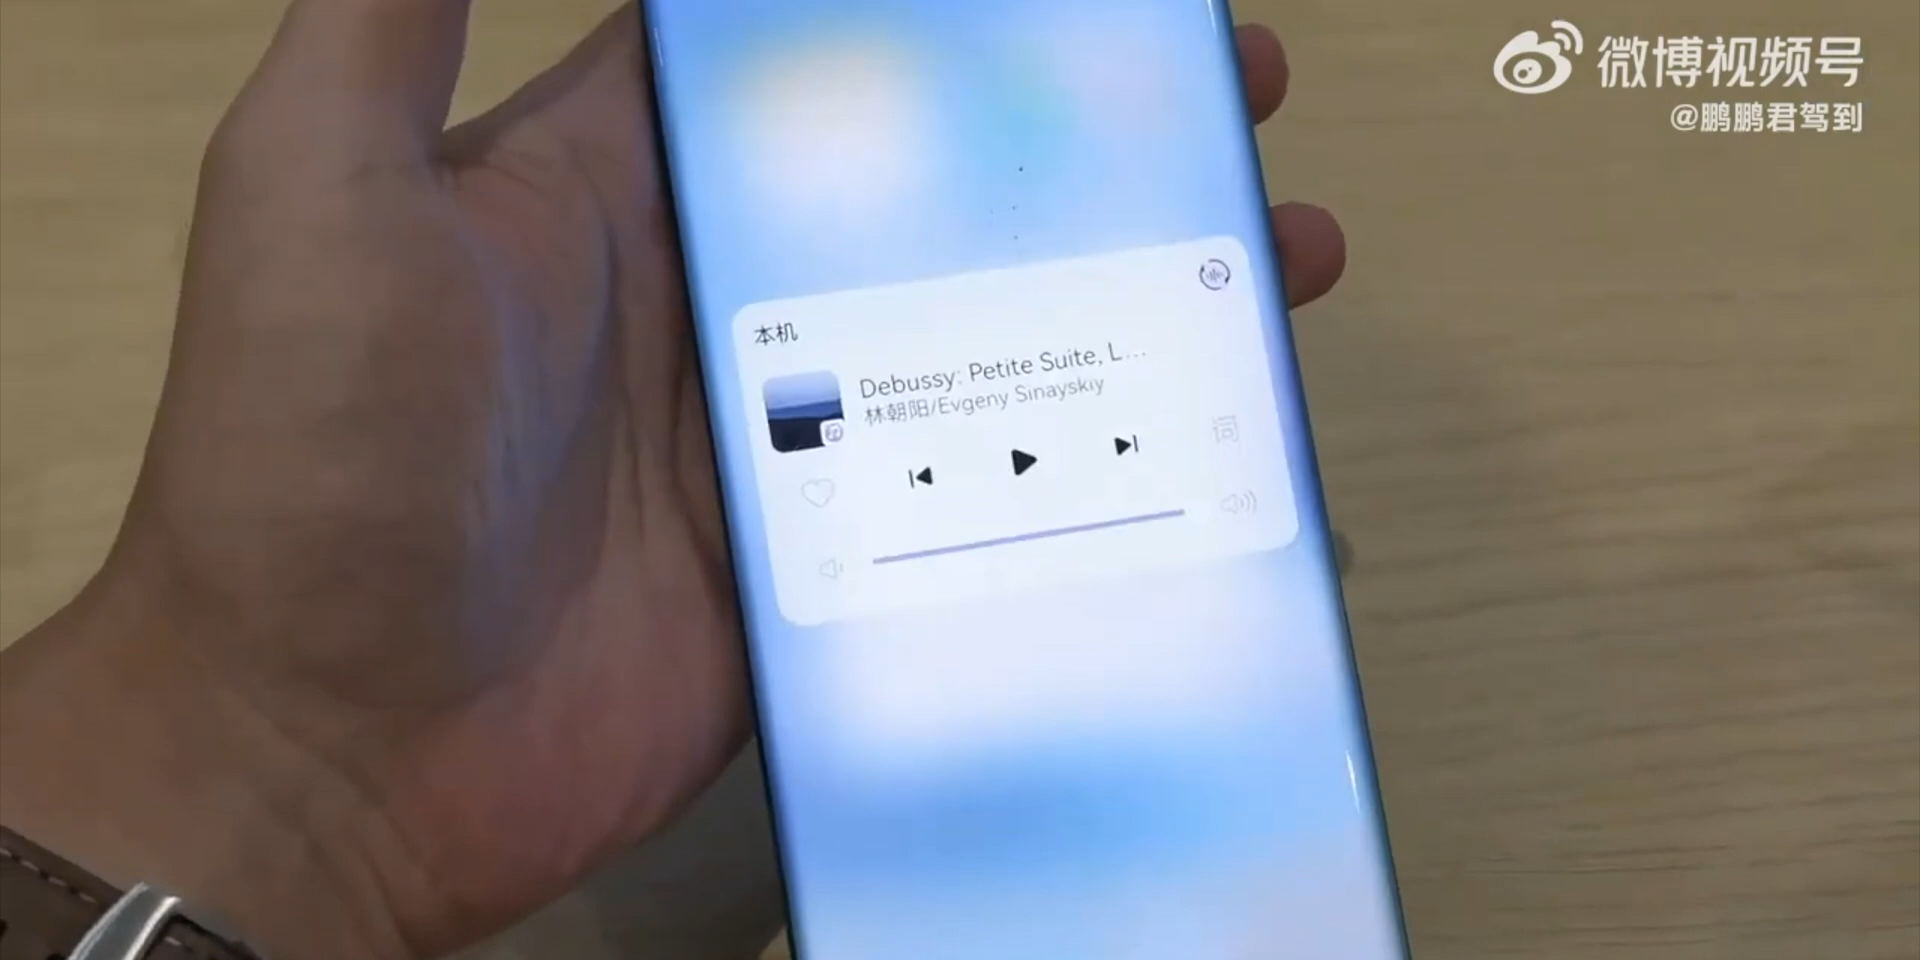 微博视频号
@鹏鹏君驾到
本机
Debussy: Petite Suite, L...
林朝阳/Evgeny Sinayskiy
词